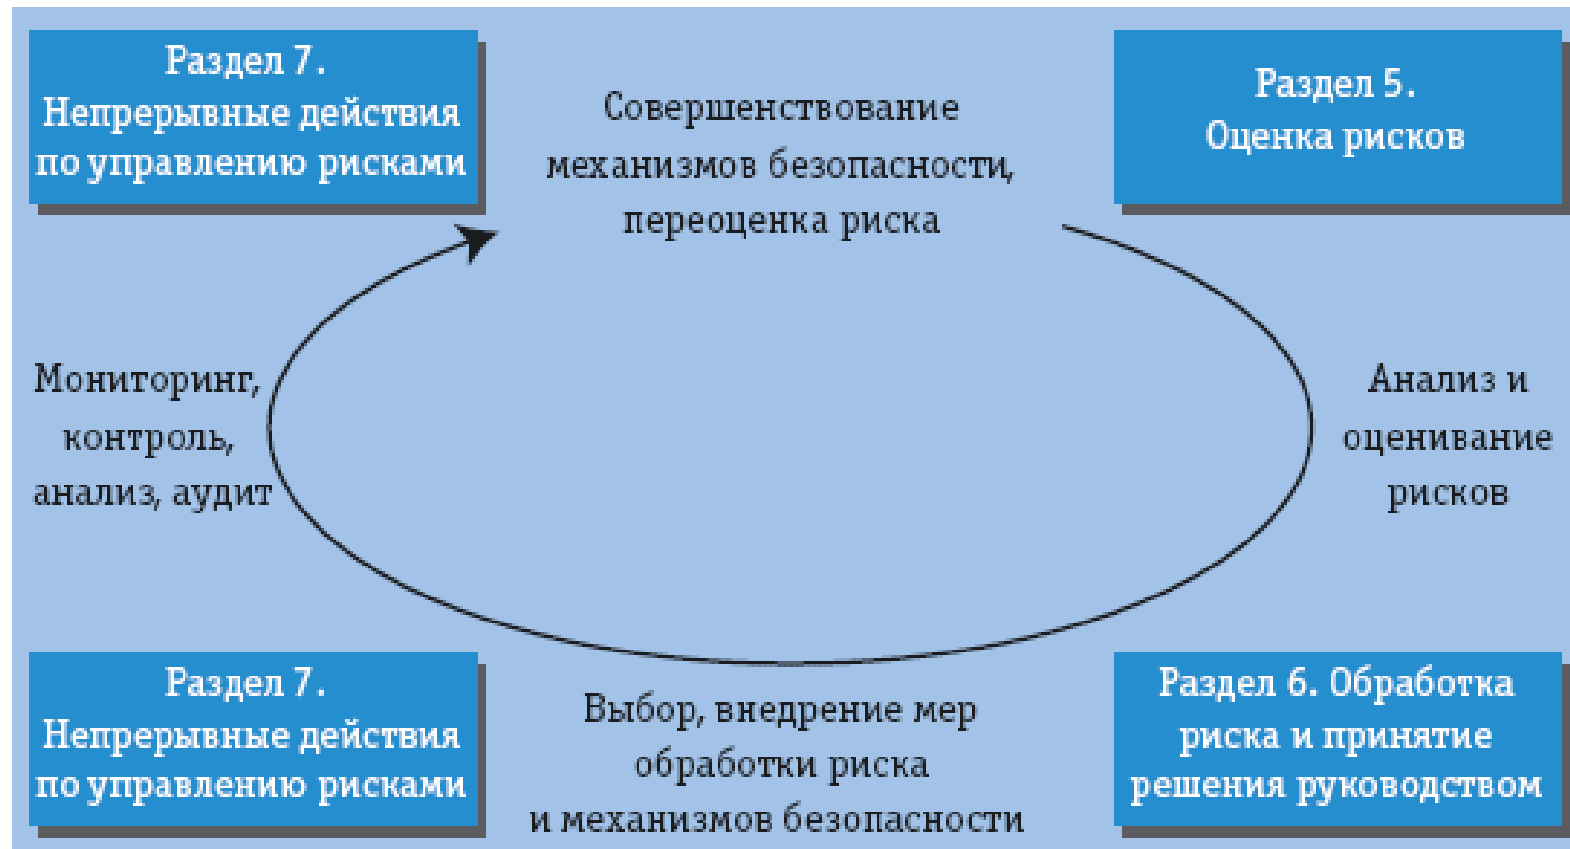 Раздел 7.
Непрерывные действия
по управлению рисками
Совершенствование
механизмов безопасности,
переоценка риска
Раздел 5.
Оценка рисков
Мониторинг,
контроль,
анализ, аудит
Анализ и
оценивание
рисков
Раздел 7.
Непрерывные действия
по управлению рисками
Выбор, внедрение мер
обработки риска
и механизмов безопасности
Раздел 6. Обработка
риска и принятие
решения руководством